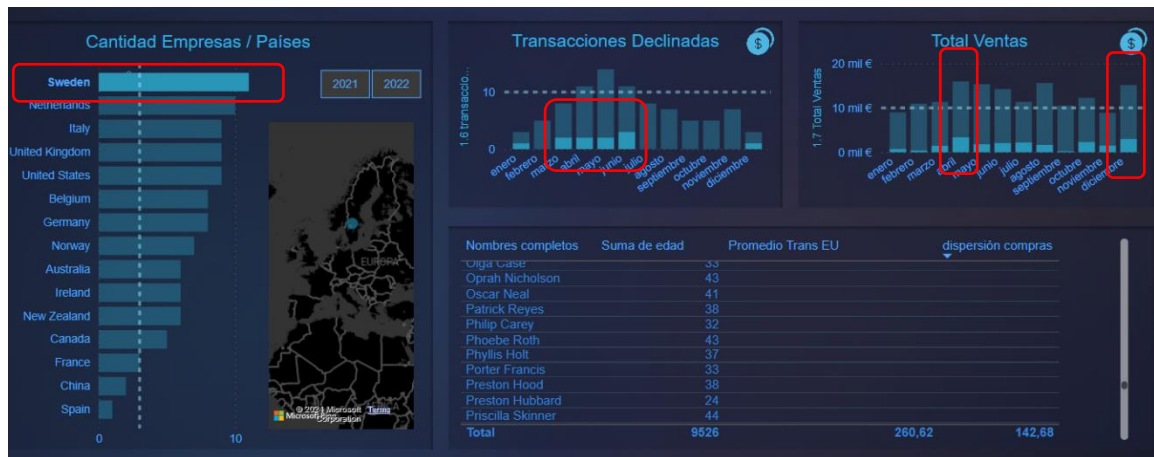 Cantidad Empresas / Países
Sweden
Netherlands
Italy
United Kingdom
United States
Belgium
Germany
Norway
Australia
Ireland
New Zealand
Canada
France
China
Spain
0 10
2021 2022
EUROPA
© 2024 Microsoft Terms
Microsoft
Corporation
Transacciones Declinadas
$
1.6 transaccio...
10
0
enero febrero marzo abril mayo junio julio agosto septiembre octubre noviembre diciembre
Total Ventas
$
1.7 Total Ventas
20 mil €
10 mil €
0 mil €
enero febrero marzo abril mayo junio julio agosto septiembre octubre noviembre diciembre
Nombres completos Suma de edad Promedio Trans EU dispersión compras
Olga Case 33
Oprah Nicholson 43
Oscar Neal 41
Patrick Reyes 38
Philip Carey 32
Phoebe Roth 43
Phyllis Holt 37
Porter Francis 33
Preston Hood 38
Preston Hubbard 24
Priscilla Skinner 44
Total 9526 260,62 142,68